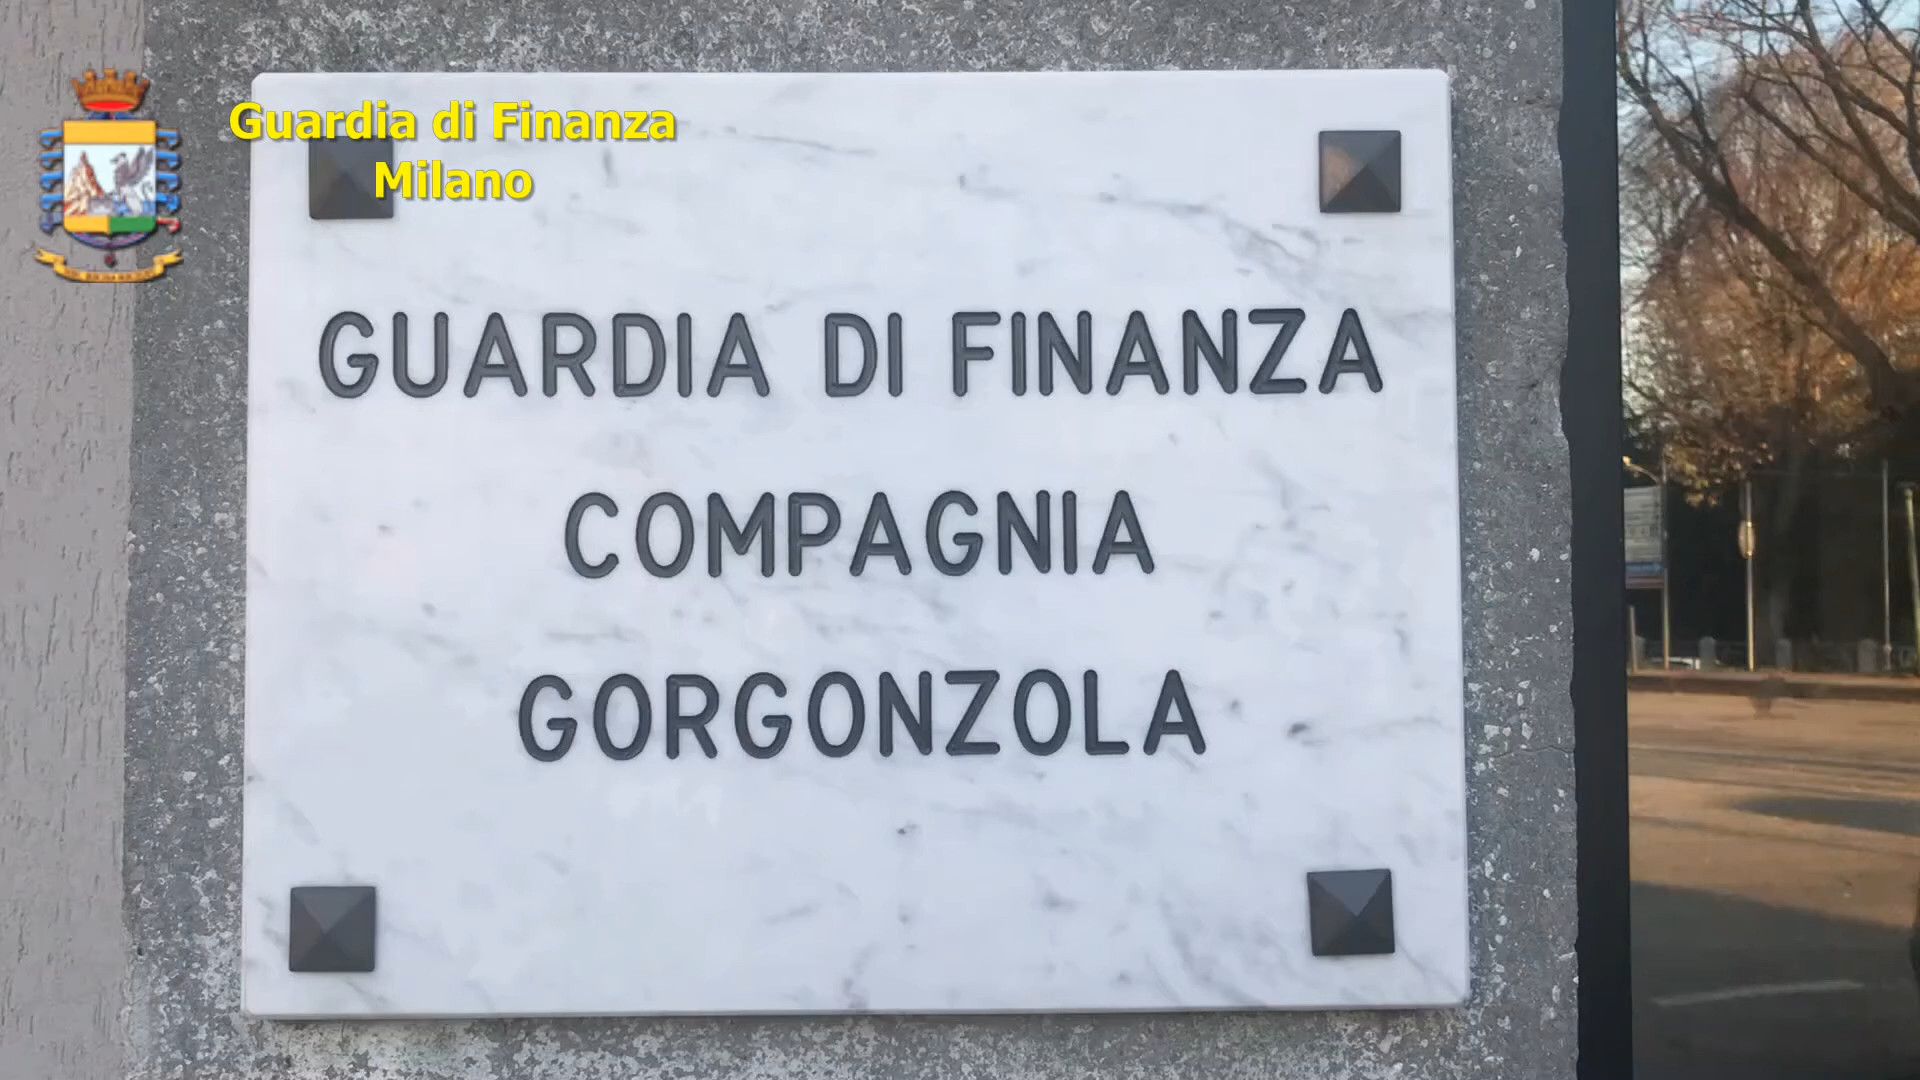 Guardia di Finanza
Milano
GUARDIA DI FINANZA
COMPAGNIA
GORGONZOLA